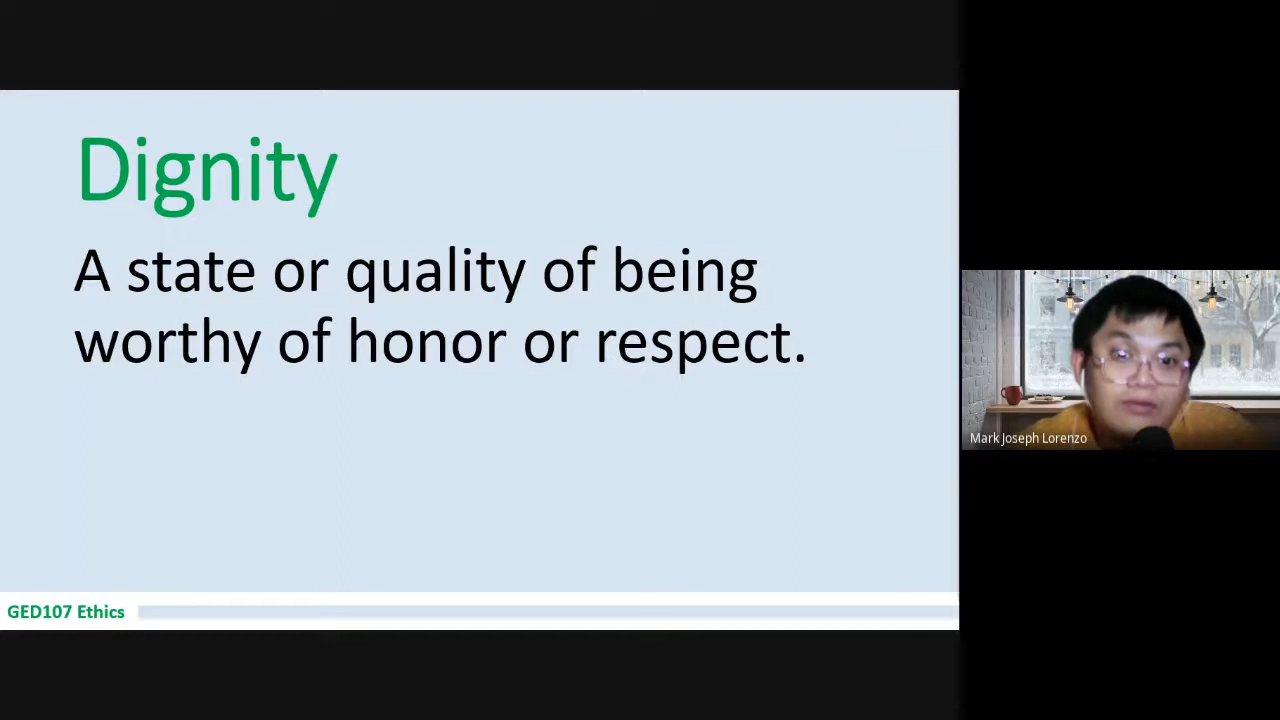 Dignity
A state or quality of being
worthy of honor or respect.
GED107 Ethics
Mark Joseph Lorenzo